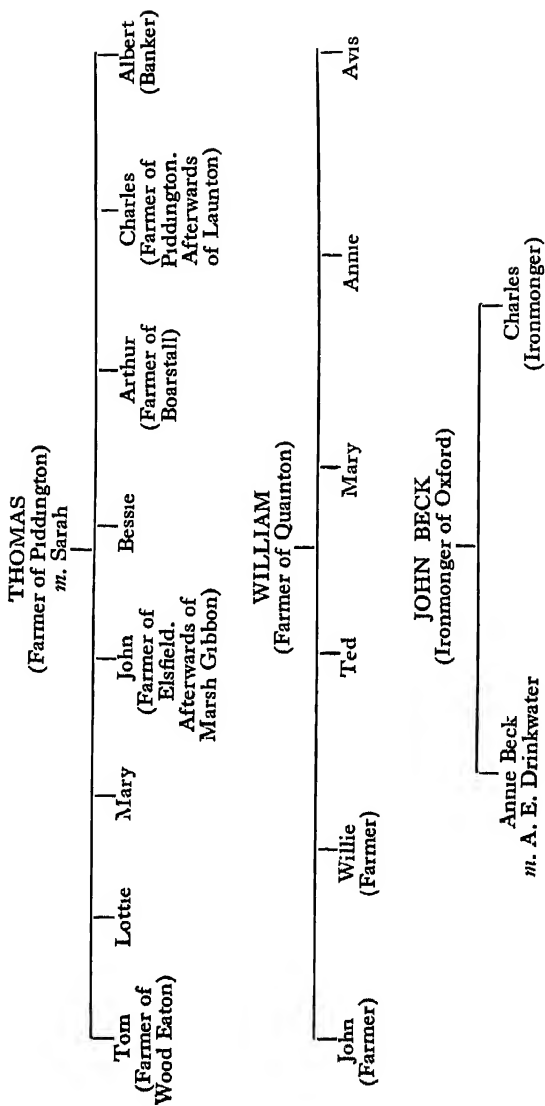 THOMAS
(Farmer of Piddington)
m. Sarah
Tom
(Farmer of
Wood Eaton)
Lottie
Mary
John
(Farmer of
Elsfield.
Afterwards of
Marsh Gibbon)
Bessie
Arthur
(Farmer of
Boarstall)
Charles
(Farmer of
Piddington.
Afterwards
of Launton)
Albert
(Banker)
WILLIAM
(Farmer of Quainton)
John
(Farmer)
Willie
(Farmer)
Ted
Mary
Annie
Avis
JOHN BECK
(Ironmonger of Oxford)
Annie Beck
m. A. E. Drinkwater
Charles
(Ironmonger)